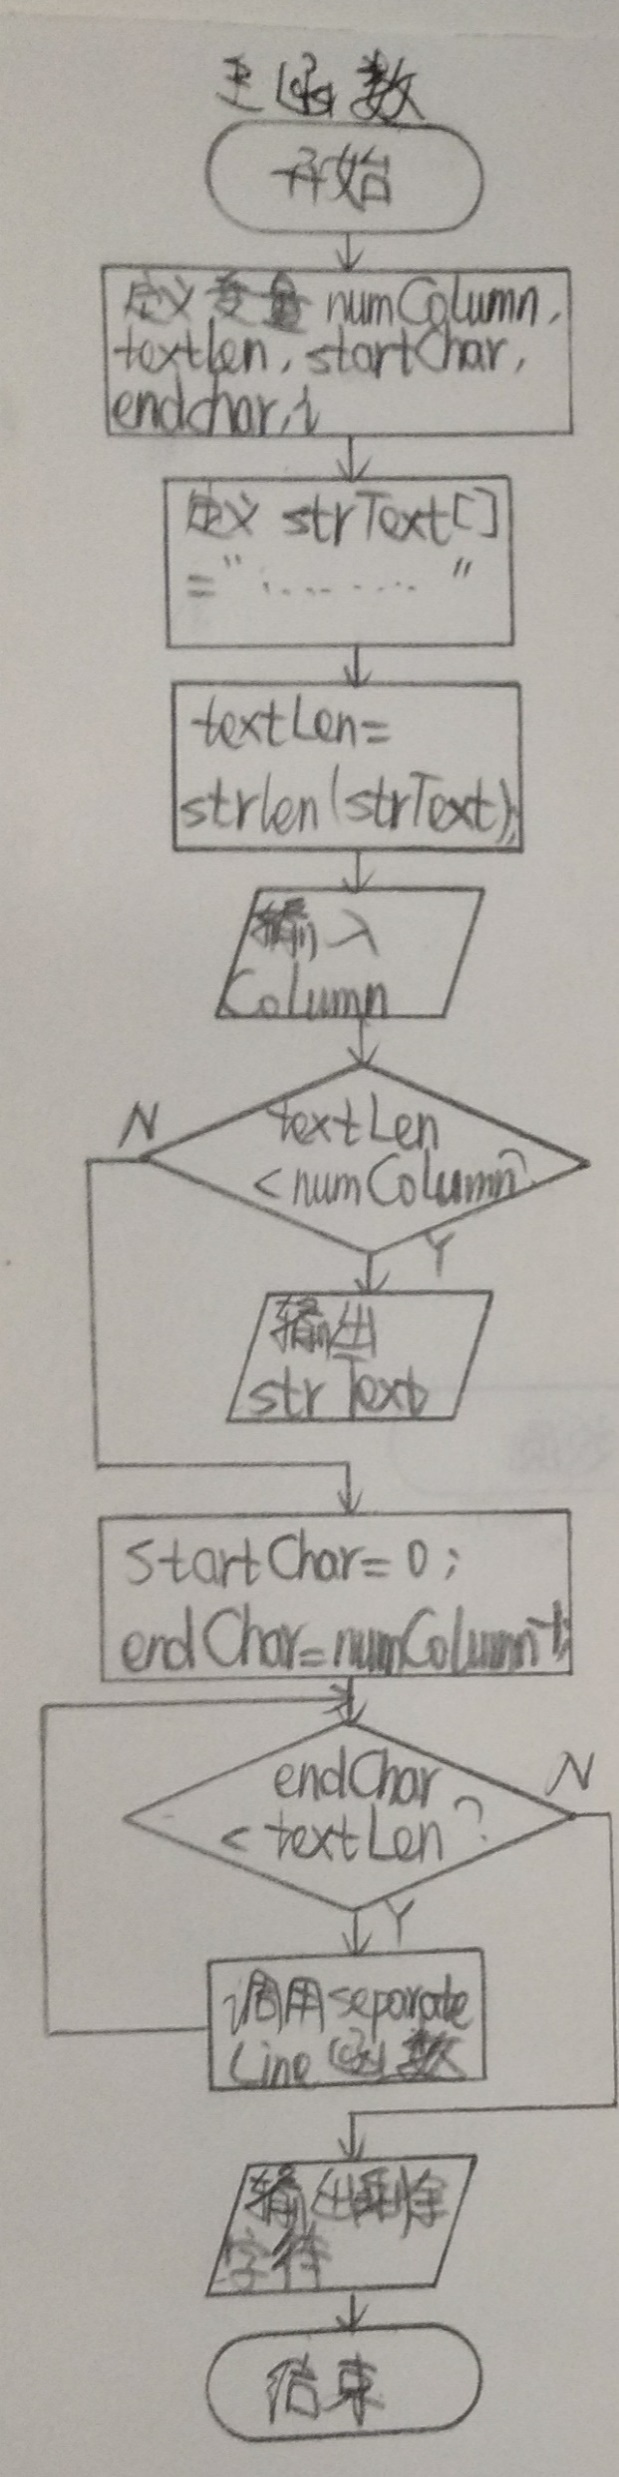 主函数
开始
定义变量 numColumn,
textLen, startChar,
endchar, i
定义 strText[]
="............"
textLen=
strlen(strText);
输入
Column
N
textLen
<numColumn?
Y
输出
strText
StartChar=0;
endChar=numColumn-1;
endChar
<textLen?
N
Y
调用separate
Line函数
输出剩余
字符
结束